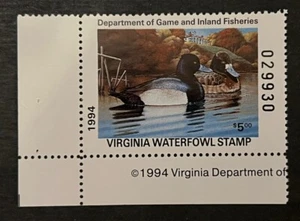 Department of Game and Inland Fisheries
029930
1994
$5.00
VIRGINIA WATERFOWL STAMP
©1994 Virginia Department of